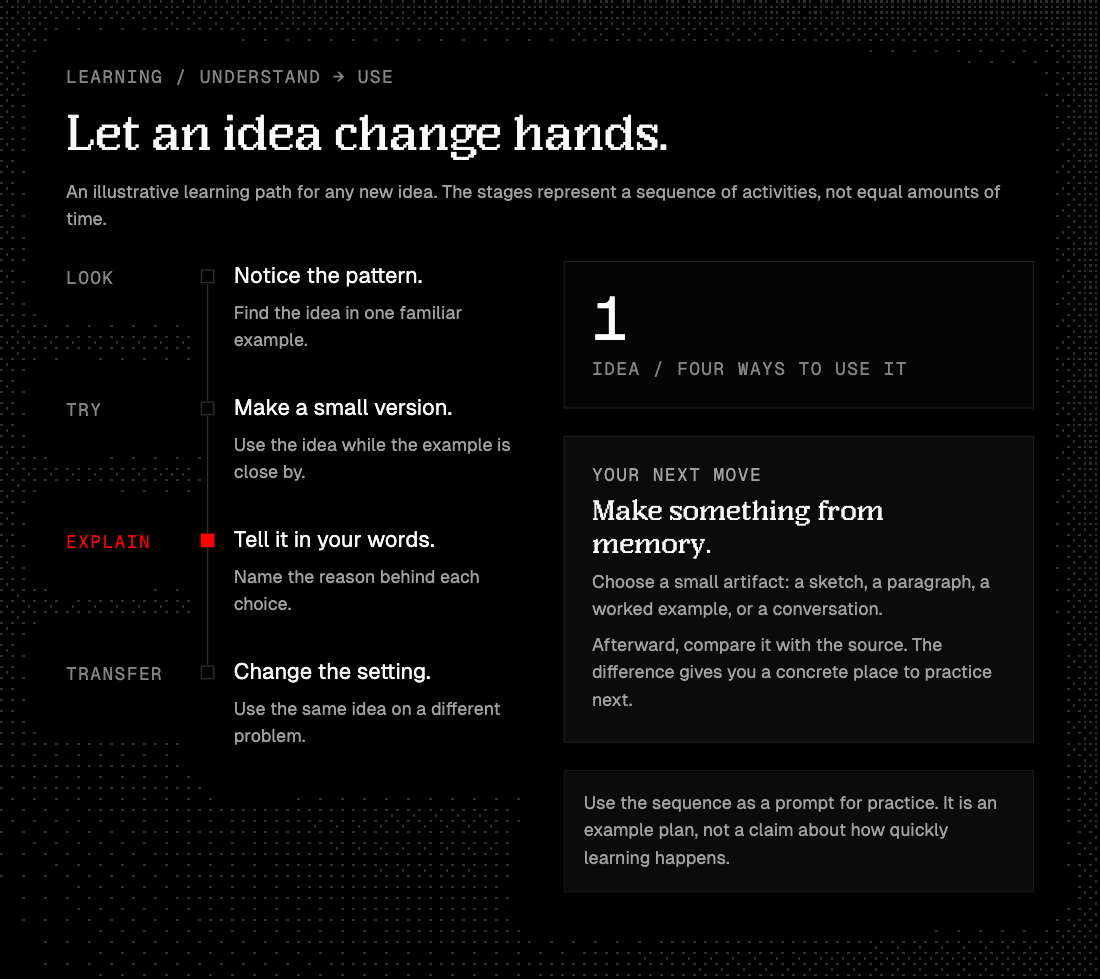 LEARNING / UNDERSTAND → USE
Let an idea change hands.
An illustrative learning path for any new idea. The stages represent a sequence of activities, not equal amounts of
time.
LOOK
Notice the pattern.
Find the idea in one familiar
example.
TRY
Make a small version.
Use the idea while the example is
close by.
EXPLAIN
Tell it in your words.
Name the reason behind each
choice.
TRANSFER
Change the setting.
Use the same idea on a different
problem.
1
IDEA / FOUR WAYS TO USE IT
YOUR NEXT MOVE
Make something from
memory.
Choose a small artifact: a sketch, a paragraph, a
worked example, or a conversation.
Afterward, compare it with the source. The
difference gives you a concrete place to practice
next.
Use the sequence as a prompt for practice. It is an
example plan, not a claim about how quickly
learning happens.